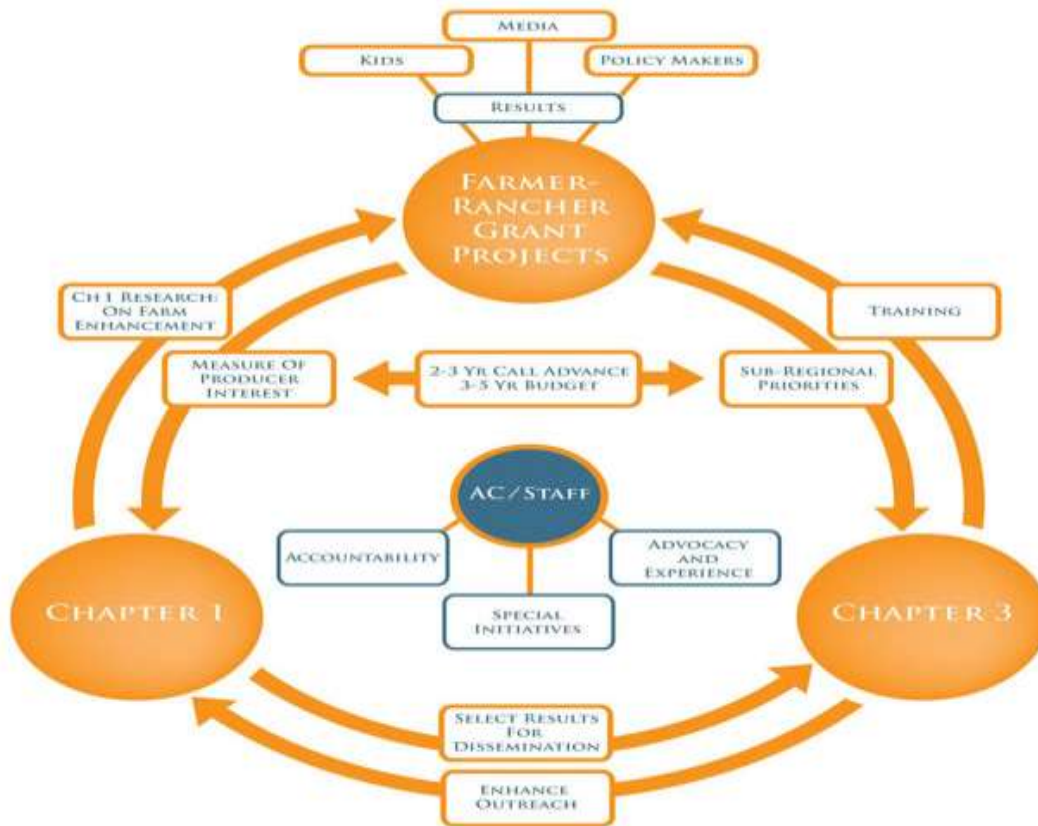 MEDIA
KIDS
POLICY MAKERS
RESULTS
FARMER-
RANCHER
GRANT
PROJECTS
CH 1 RESEARCH:
ON FARM
ENHANCEMENT
TRAINING
MEASURE OF
PRODUCER
INTEREST
2-3 YR CALL ADVANCE
3-5 YR BUDGET
SUB-REGIONAL
PRIORITIES
AC/STAFF
ACCOUNTABILITY
ADVOCACY
AND
EXPERIENCE
SPECIAL
INITIATIVES
CHAPTER 1
CHAPTER 3
SELECT RESULTS
FOR
DISSEMINATION
ENHANCE
OUTREACH